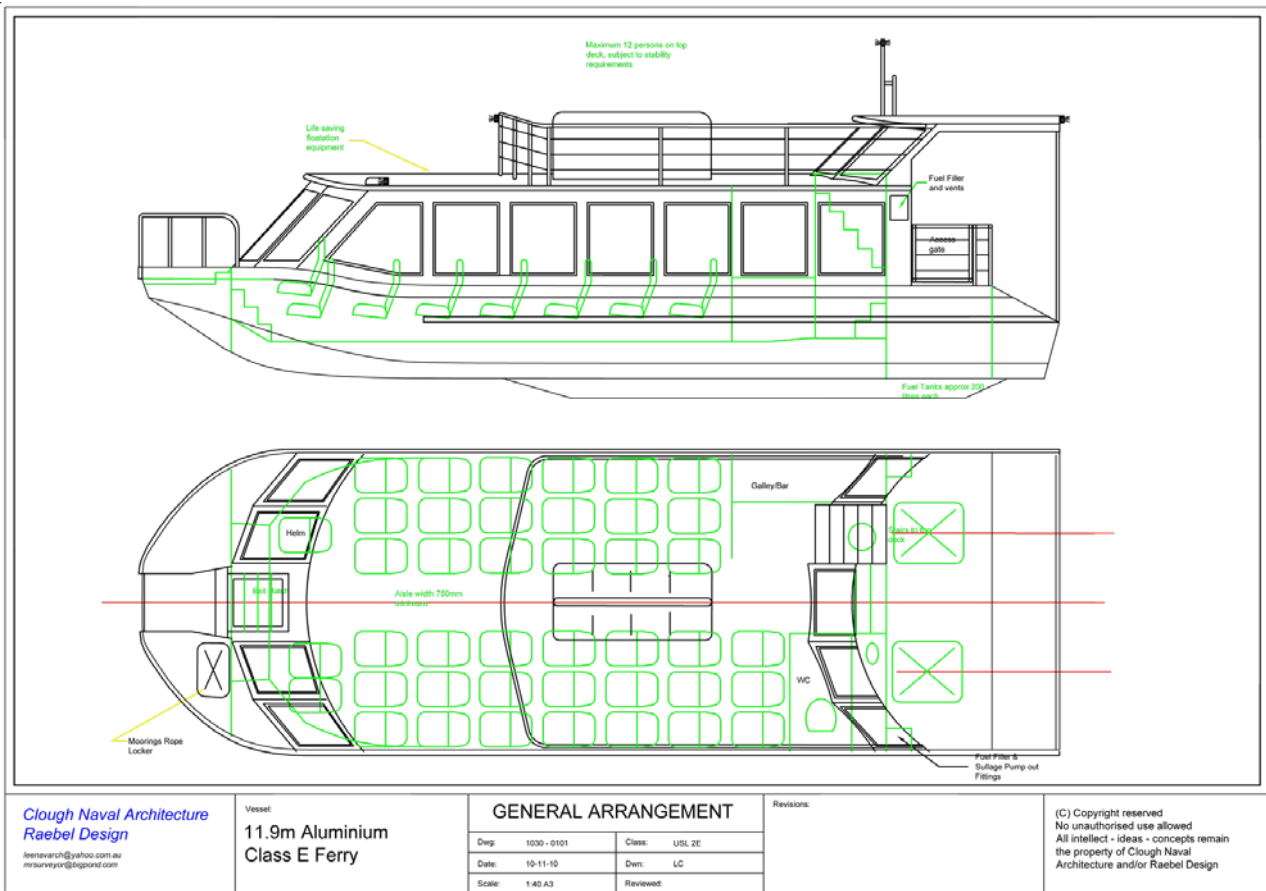 Maximum 12 persons on top
deck, subject to stability
requirements
Life saving
floatation
equipment
Fuel Filler
and vents
Access
gate
Fuel Tanks approx 200
litres each
Galley/Bar
Helm
Stairs to top
deck
Exit Hatch
Aisle width 750mm
minimum
WC
Moorings Rope
Locker
Fuel Filler &
Sullage Pump out
Fittings
Clough Naval Architecture
Raebel Design
leenavarch@yahoo.com.au
mrsurveyor@bigpond.com
Vessel:
11.9m Aluminium
Class E Ferry
GENERAL ARRANGEMENT
Dwg: 1030 - 0101 Class: USL 2E
Date: 10-11-10 Dwn: LC
Scale: 1:40 A3 Reviewed:
Revisions:
(C) Copyright reserved
No unauthorised use allowed
All intellect - ideas - concepts remain
the property of Clough Naval
Architecture and/or Raebel Design